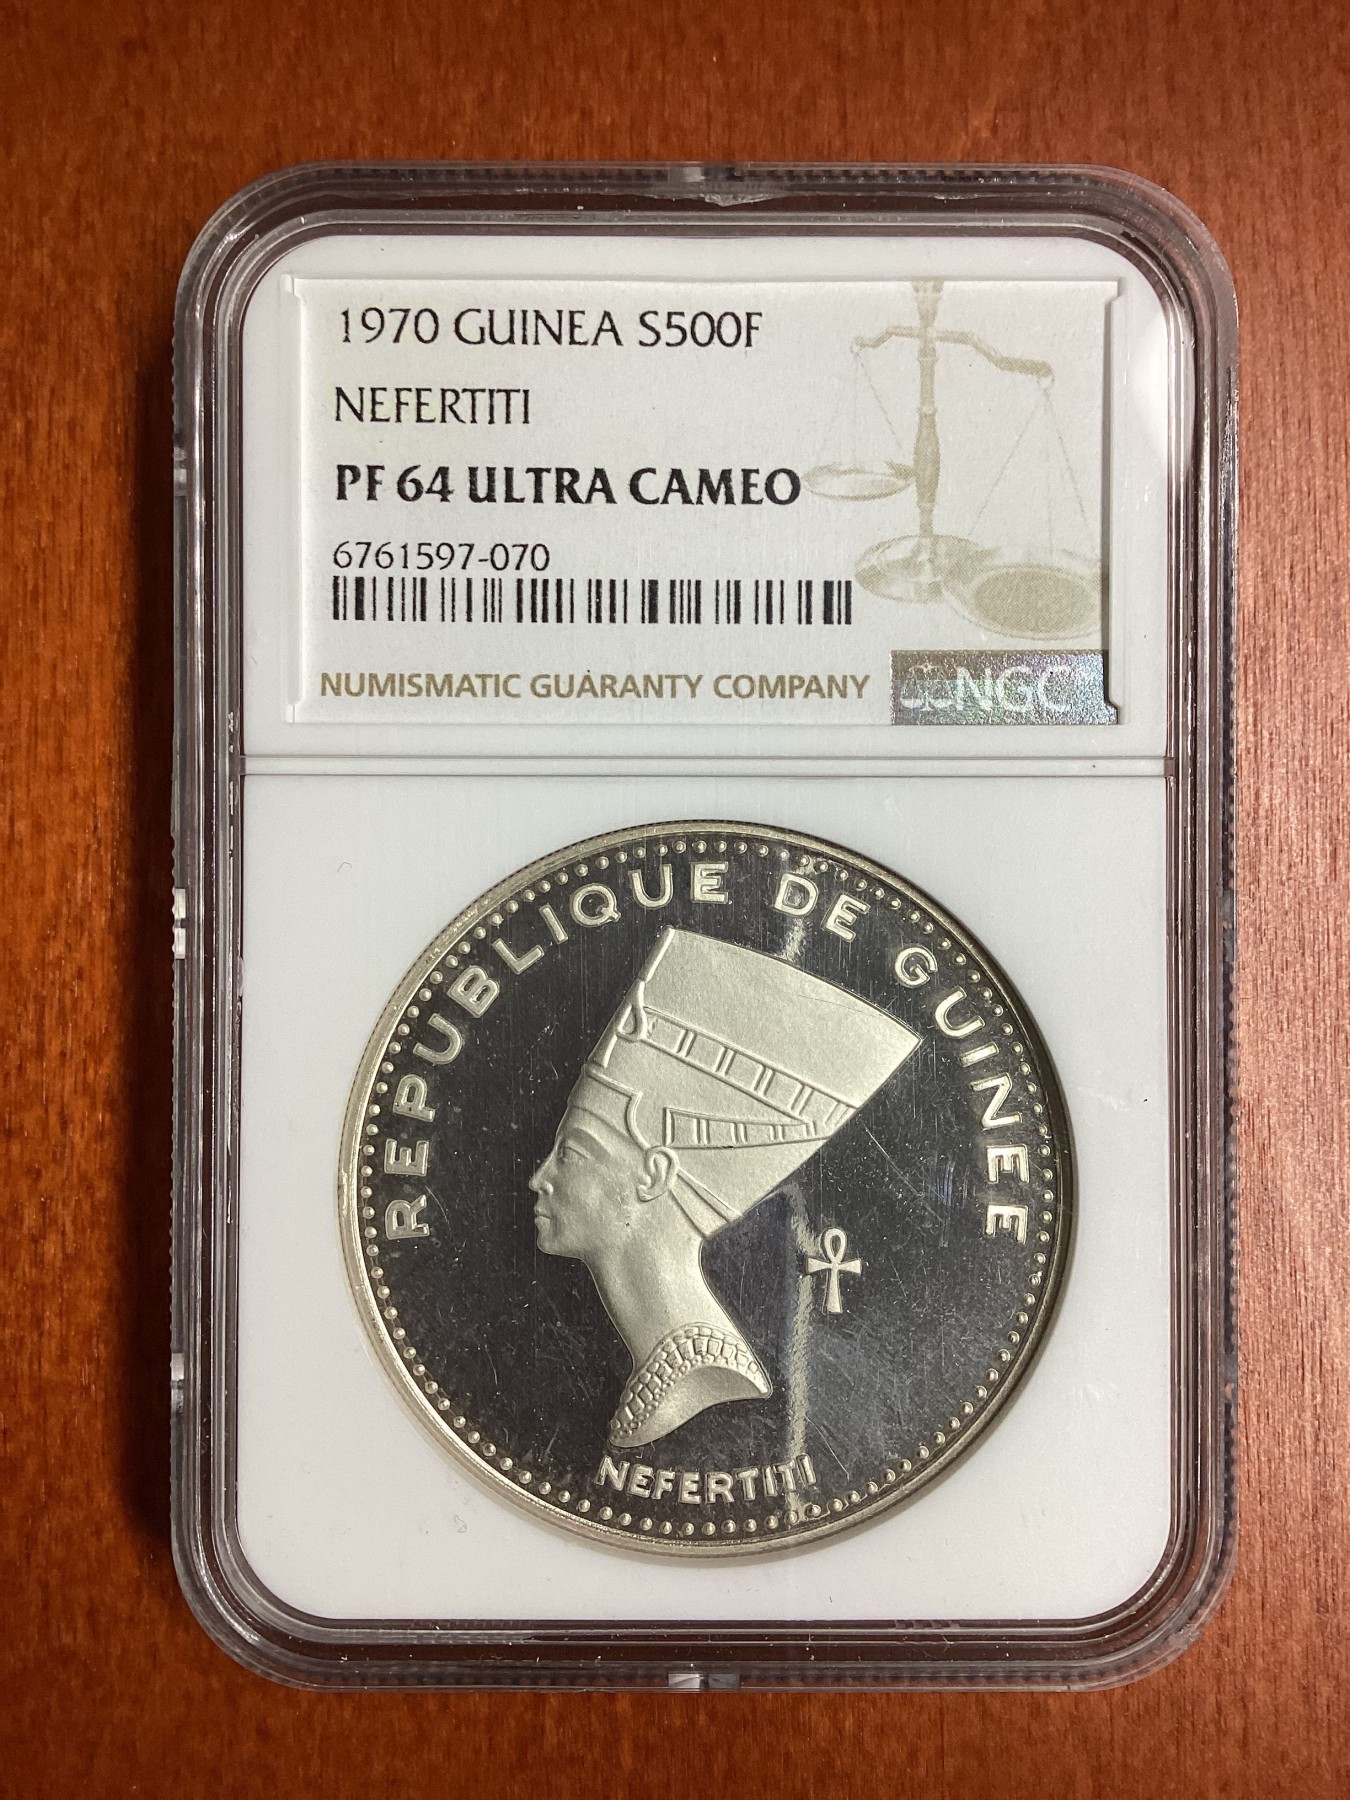 1970 GUINEA S500F
NEFERTITI
PF 64 ULTRA CAMEO
6761597-070
NUMISMATIC GUARANTY COMPANY
NGC
REPUBLIQUE DE GUINEE
NEFERTITI